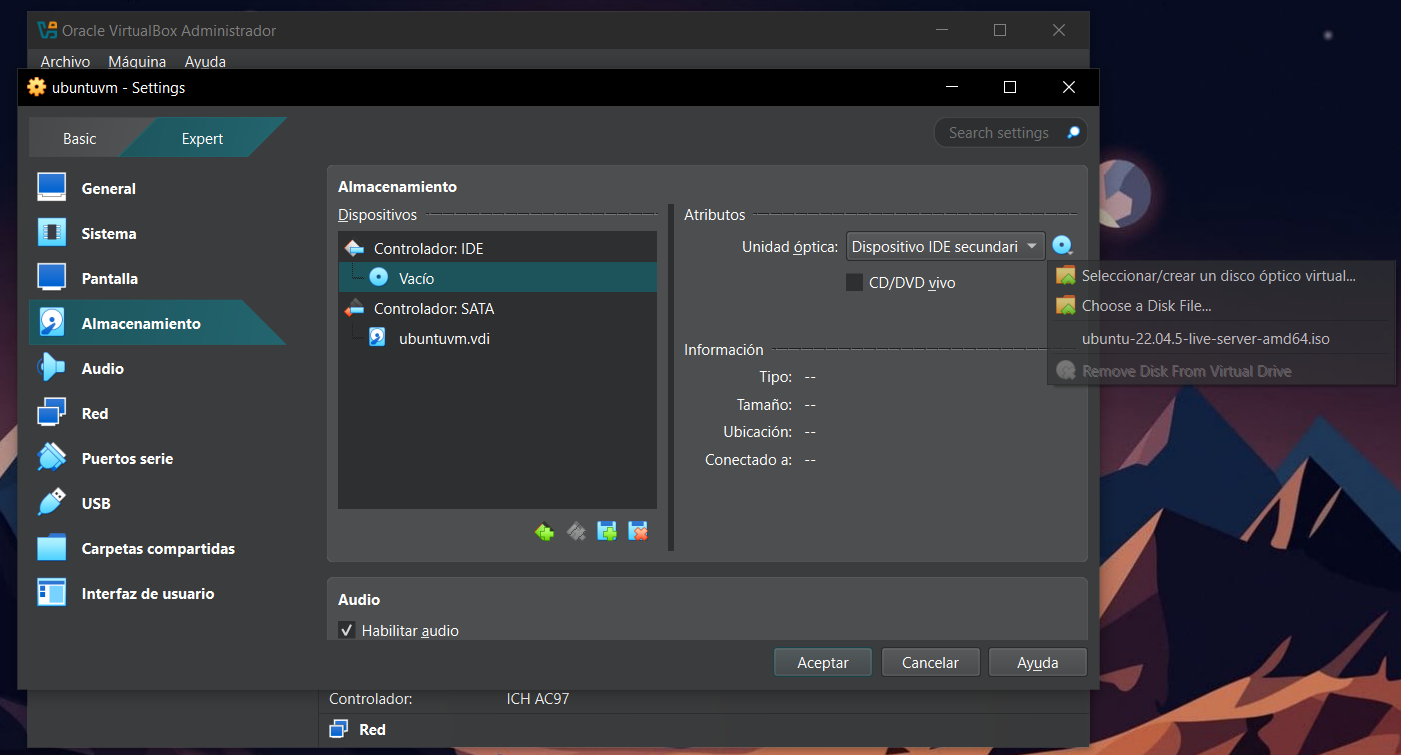 Oracle VirtualBox Administrador
Archivo Máquina Ayuda
ubuntuvm - Settings
Basic Expert
Search settings
General
Sistema
Pantalla
Almacenamiento
Audio
Red
Puertos serie
USB
Carpetas compartidas
Interfaz de usuario
Almacenamiento
Dispositivos
Controlador: IDE
Vacío
Controlador: SATA
ubuntuvm.vdi
Atributos
Unidad óptica: Dispositivo IDE secundari
CD/DVD vivo
Información
Tipo: --
Tamaño: --
Ubicación: --
Conectado a: --
Seleccionar/crear un disco óptico virtual...
Choose a Disk File...
ubuntu-22.04.5-live-server-amd64.iso
Remove Disk From Virtual Drive
Audio
Habilitar audio
Aceptar Cancelar Ayuda
Controlador: ICH AC97
Red